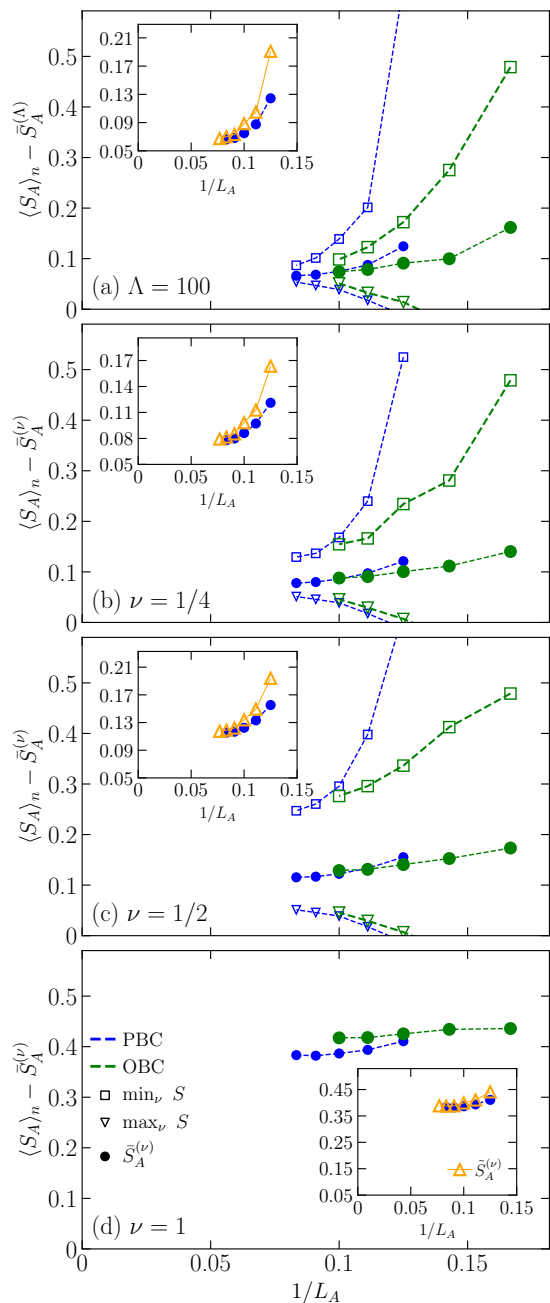 0.21
0.17
0.13
0.09
0.05
0 0.05 0.1 0.15
1/L_A
0.5
0.4
0.3
0.2
0.1
0
⟨S_A⟩_n − S̄_A^(Λ)
(a) Λ = 100
0.17
0.14
0.11
0.08
0.05
0 0.05 0.1 0.15
1/L_A
0.5
0.4
0.3
0.2
0.1
0
⟨S_A⟩_n − S̄_A^(ν)
(b) ν = 1/4
0.21
0.17
0.13
0.09
0.05
0 0.05 0.1 0.15
1/L_A
0.5
0.4
0.3
0.2
0.1
0
⟨S_A⟩_n − S̄_A^(ν)
(c) ν = 1/2
0.5
0.4
0.3
0.2
0.1
0
⟨S_A⟩_n − S̄_A^(ν)
PBC
OBC
min_ν S
max_ν S
S̄_A^(ν)
(d) ν = 1
0.45
0.35
0.25
0.15
0.05
S̃_A^(ν)
0 0.05 0.1 0.15
1/L_A
0 0.05 0.1 0.15
1/L_A